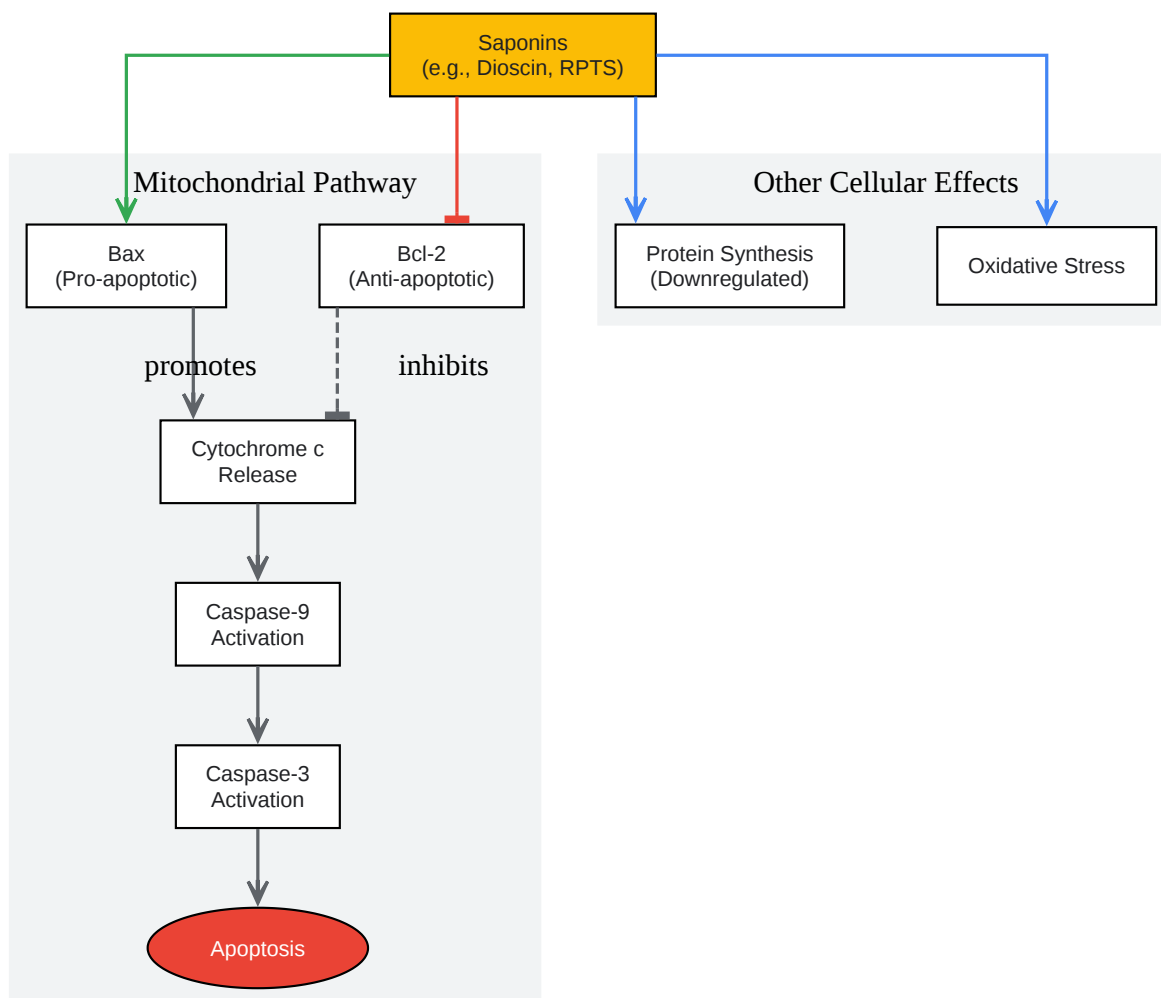 Saponins
(e.g., Dioscin, RPTS)
Mitochondrial Pathway
Other Cellular Effects
Bax
(Pro-apoptotic)
Bcl-2
(Anti-apoptotic)
Protein Synthesis
(Downregulated)
Oxidative Stress
promotes
inhibits
Cytochrome c
Release
Caspase-9
Activation
Caspase-3
Activation
Apoptosis